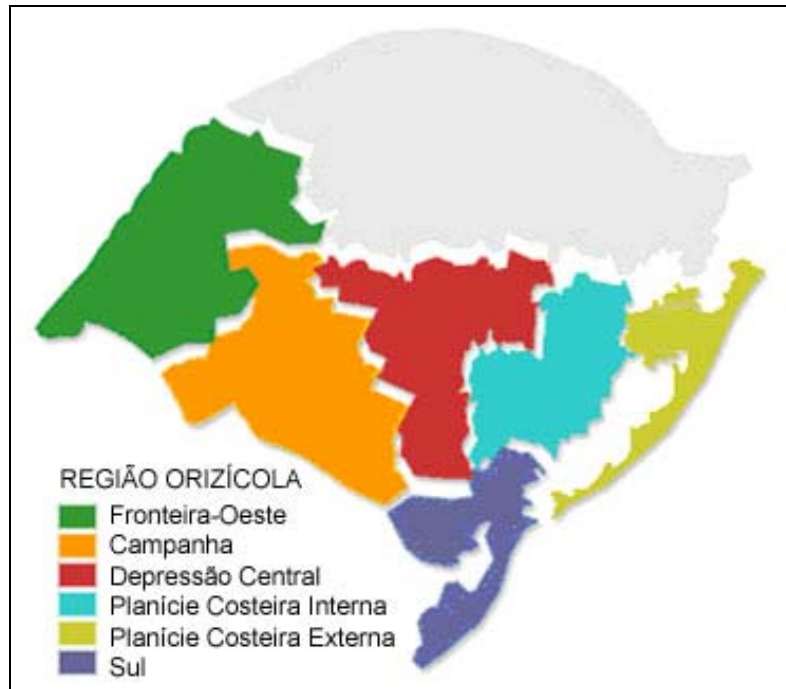 REGIÃO ORIZÍCOLA
Fronteira-Oeste
Campanha
Depressão Central
Planície Costeira Interna
Planície Costeira Externa
Sul